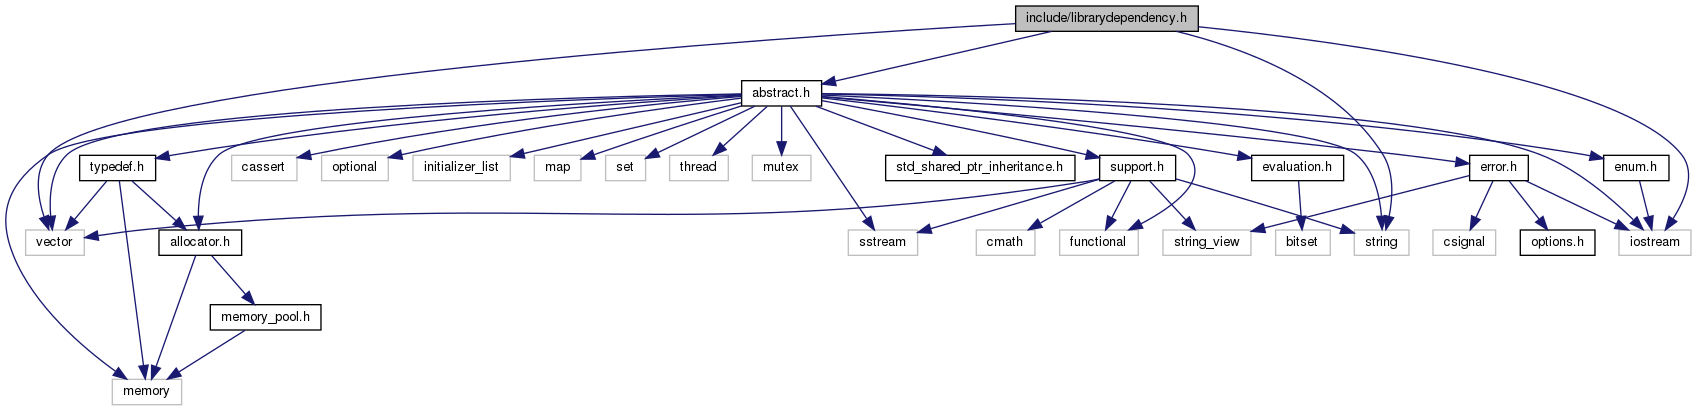 include/librarydependency.h
abstract.h
typedef.h
cassert
optional
initializer_list
map
set
thread
mutex
std_shared_ptr_inheritance.h
support.h
evaluation.h
error.h
enum.h
vector
allocator.h
sstream
cmath
functional
string_view
bitset
string
csignal
options.h
iostream
memory_pool.h
memory